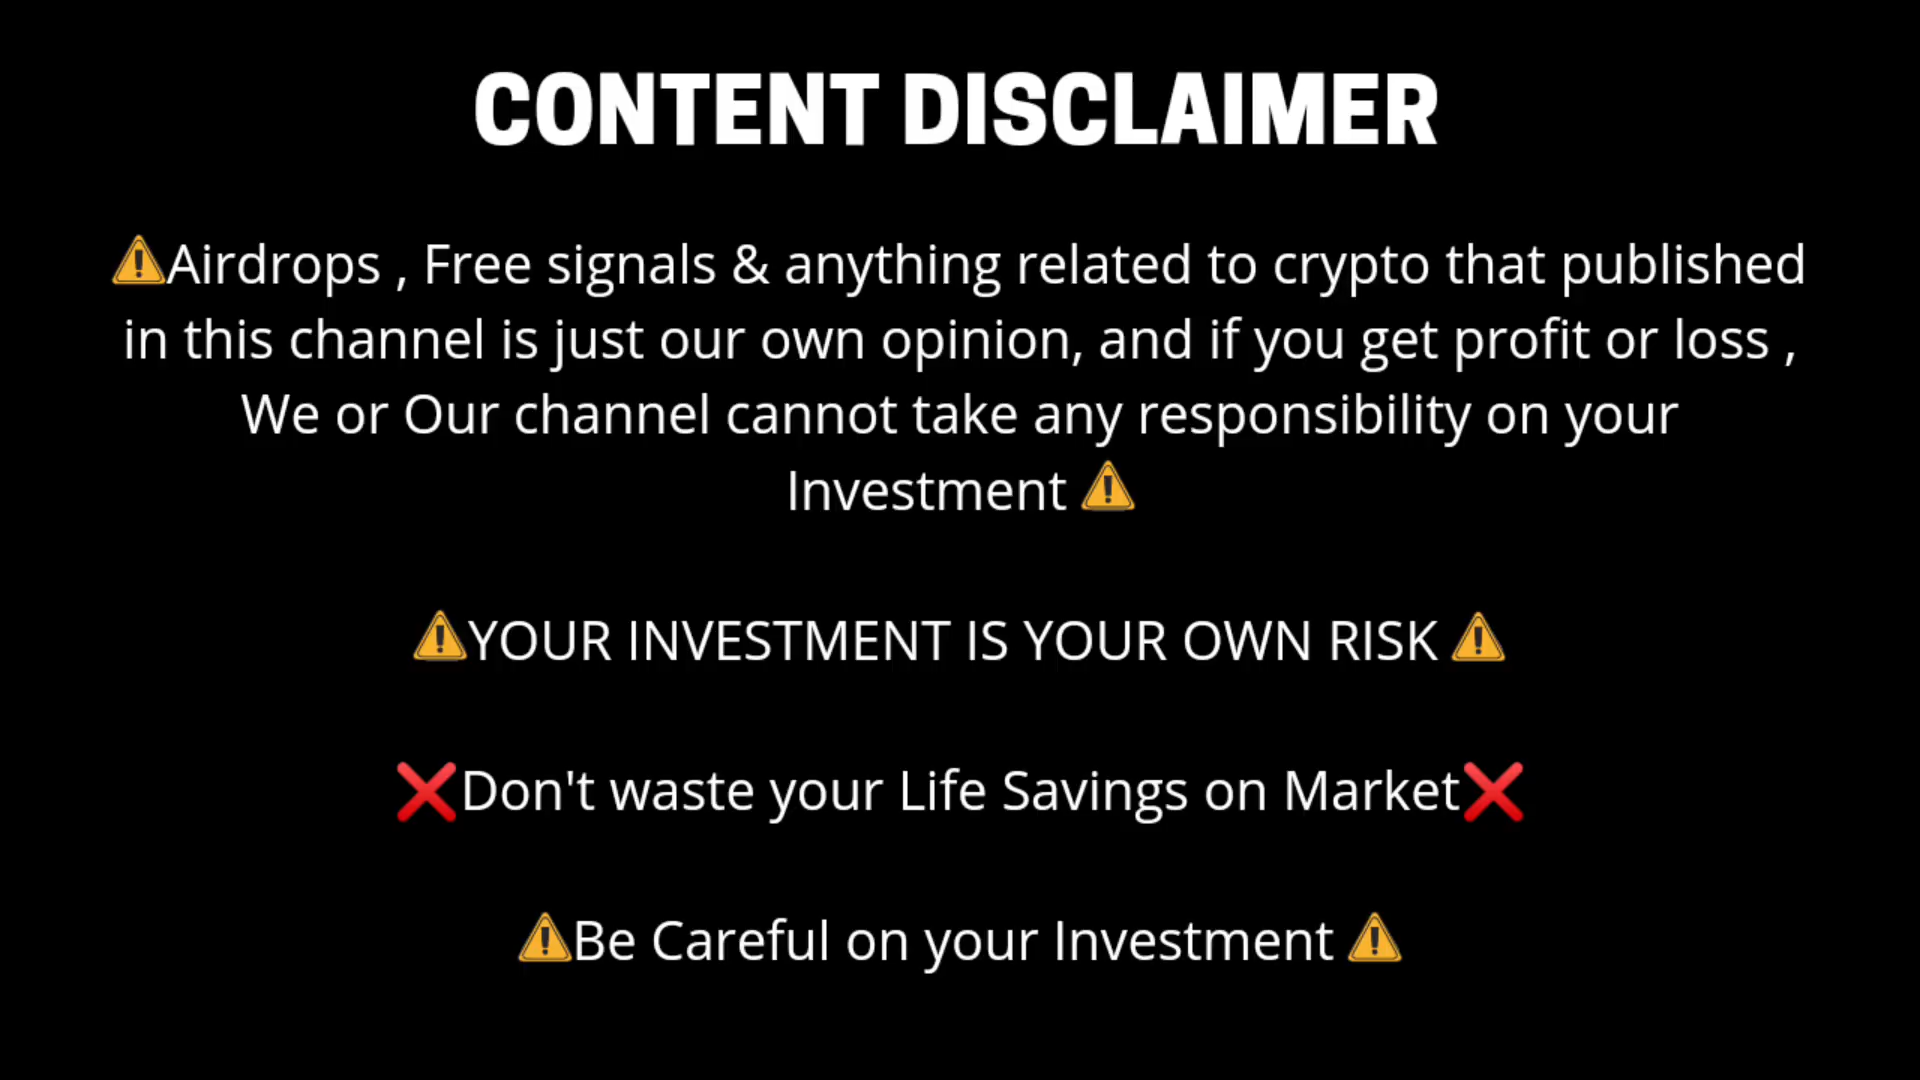 CONTENT DISCLAIMER
⚠️Airdrops , Free signals & anything related to crypto that published
in this channel is just our own opinion, and if you get profit or loss ,
We or Our channel cannot take any responsibility on your
Investment ⚠️
⚠️YOUR INVESTMENT IS YOUR OWN RISK ⚠️
❌Don't waste your Life Savings on Market❌
⚠️Be Careful on your Investment ⚠️